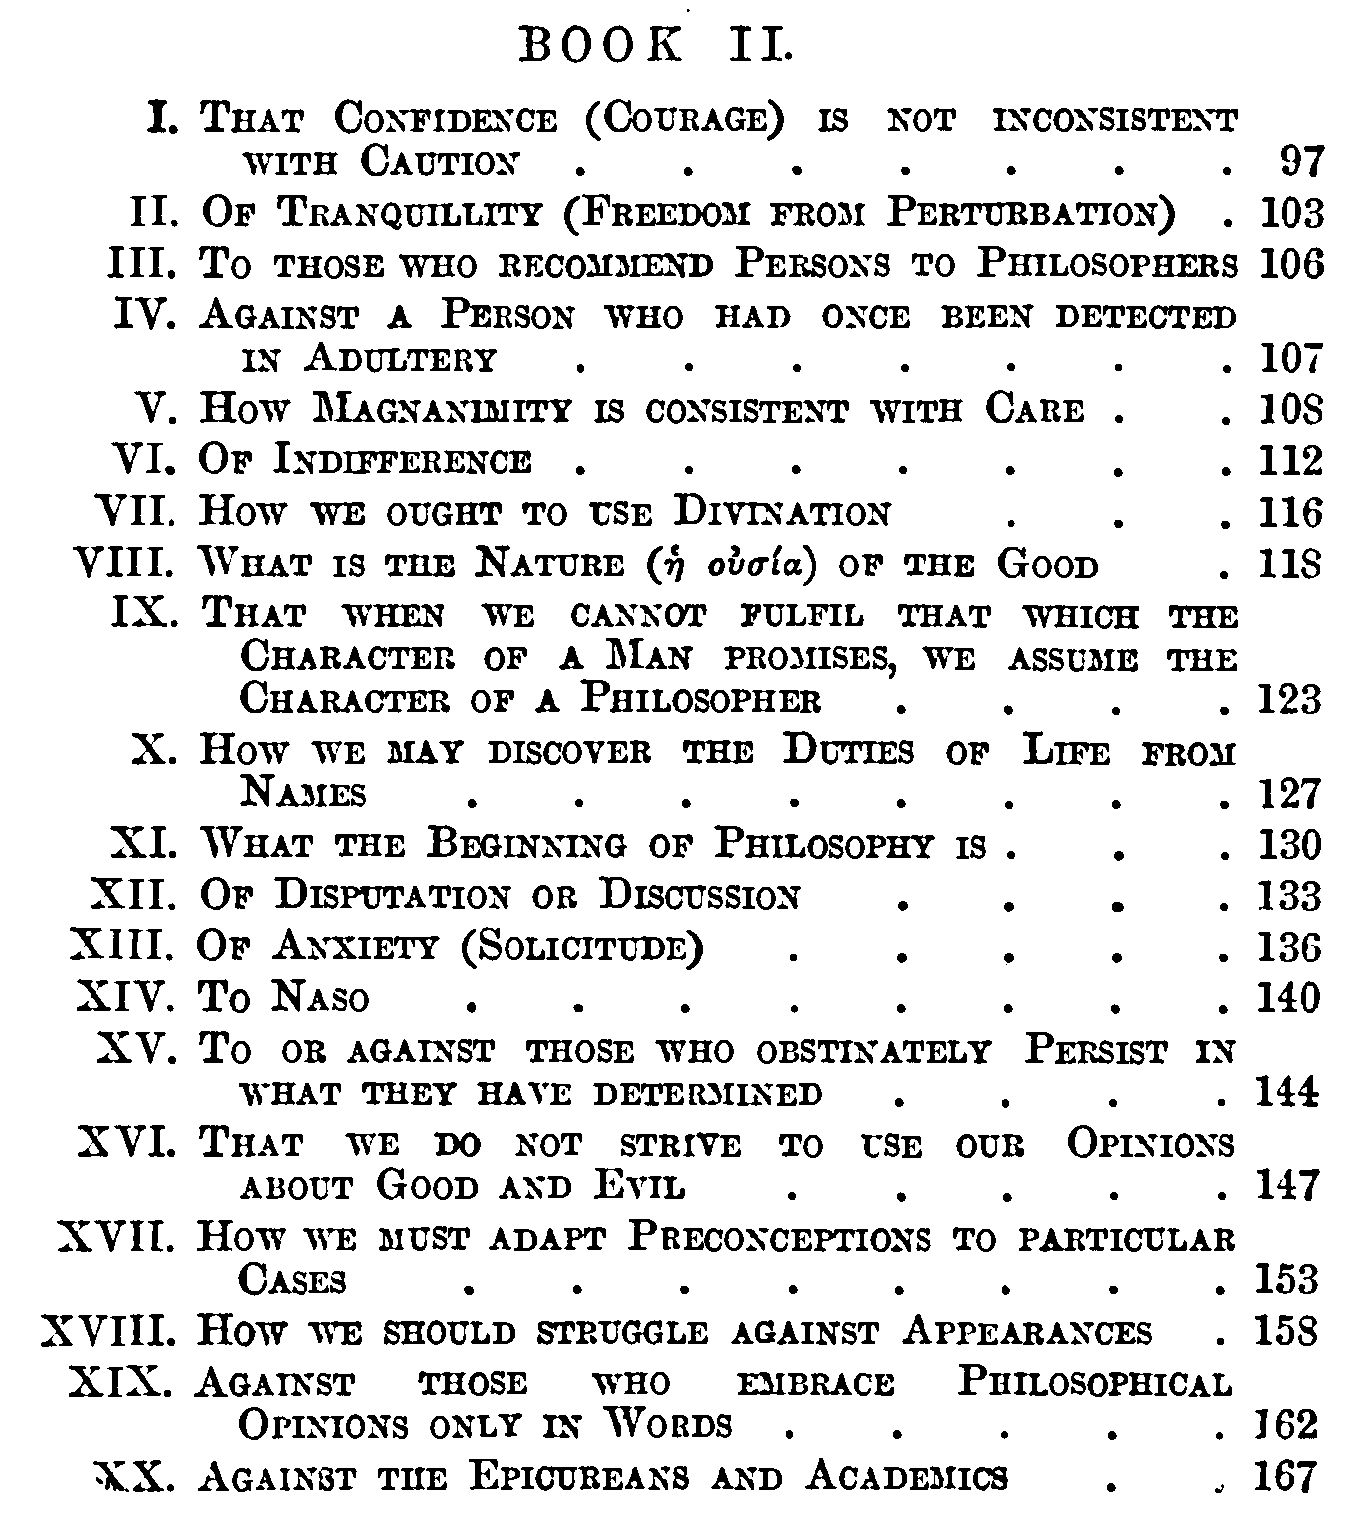 BOOK II.
I. THAT CONFIDENCE (COURAGE) IS NOT INCONSISTENT
WITH CAUTION . . . . . . . 97
II. OF TRANQUILLITY (FREEDOM FROM PERTURBATION) . 103
III. TO THOSE WHO RECOMMEND PERSONS TO PHILOSOPHERS 106
IV. AGAINST A PERSON WHO HAD ONCE BEEN DETECTED
IN ADULTERY . . . . . . . 107
V. HOW MAGNANIMITY IS CONSISTENT WITH CARE . . 108
VI. OF INDIFFERENCE . . . . . . . 112
VII. HOW WE OUGHT TO USE DIVINATION . . . 116
VIII. WHAT IS THE NATURE (ἡ οὐσία) OF THE GOOD . 118
IX. THAT WHEN WE CANNOT FULFIL THAT WHICH THE
CHARACTER OF A MAN PROMISES, WE ASSUME THE
CHARACTER OF A PHILOSOPHER . . . . 123
X. HOW WE MAY DISCOVER THE DUTIES OF LIFE FROM
NAMES . . . . . . . . 127
XI. WHAT THE BEGINNING OF PHILOSOPHY IS . . . 130
XII. OF DISPUTATION OR DISCUSSION . . . . 133
XIII. OF ANXIETY (SOLICITUDE) . . . . . 136
XIV. TO NASO . . . . . . . . 140
XV. TO OR AGAINST THOSE WHO OBSTINATELY PERSIST IN
WHAT THEY HAVE DETERMINED . . . . 144
XVI. THAT WE DO NOT STRIVE TO USE OUR OPINIONS
ABOUT GOOD AND EVIL . . . . . 147
XVII. HOW WE MUST ADAPT PRECONCEPTIONS TO PARTICULAR
CASES . . . . . . . . 153
XVIII. HOW WE SHOULD STRUGGLE AGAINST APPEARANCES . 158
XIX. AGAINST THOSE WHO EMBRACE PHILOSOPHICAL
OPINIONS ONLY IN WORDS . . . . . 162
XX. AGAINST THE EPICUREANS AND ACADEMICS . . 167